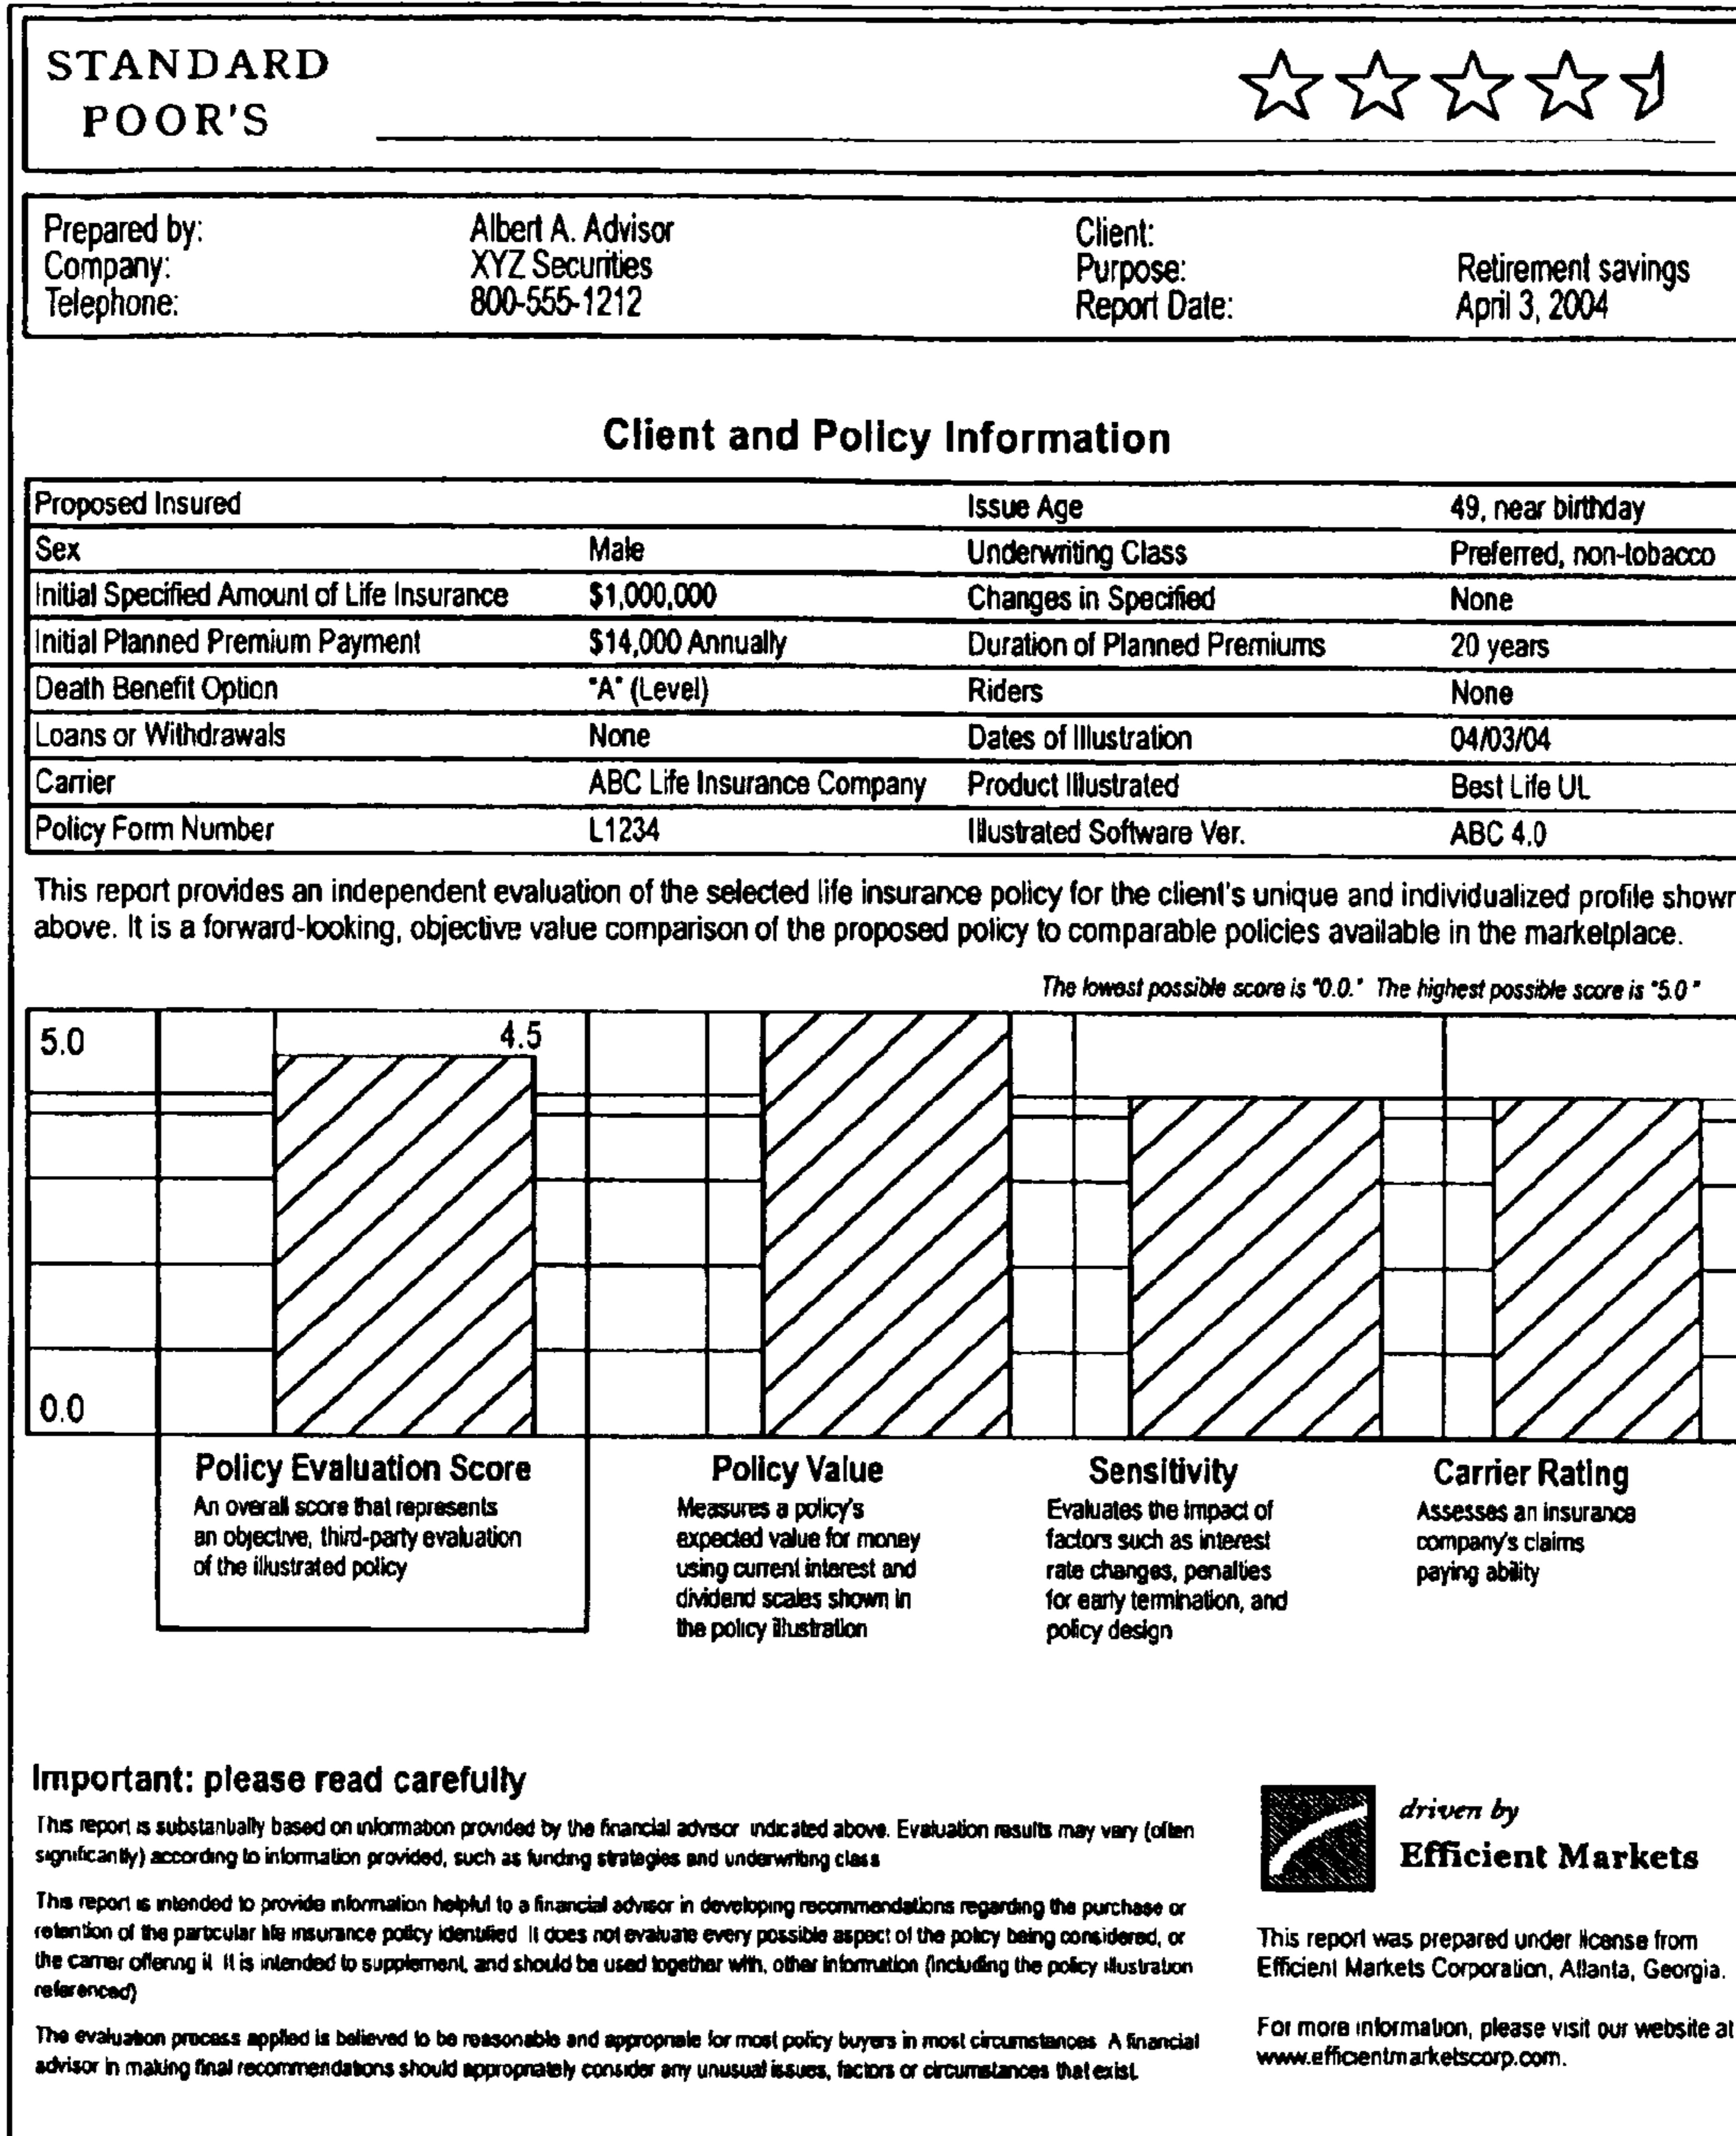 STANDARD
POOR'S
Prepared by: Albert A. Advisor Client:
Company: XYZ Securities Purpose: Retirement savings
Telephone: 800-555-1212 Report Date: April 3, 2004
Client and Policy Information
Proposed Insured Issue Age 49, near birthday
Sex Male Underwriting Class Preferred, non-tobacco
Initial Specified Amount of Life Insurance $1,000,000 Changes in Specified None
Initial Planned Premium Payment $14,000 Annually Duration of Planned Premiums 20 years
Death Benefit Option "A" (Level) Riders None
Loans or Withdrawals None Dates of Illustration 04/03/04
Carrier ABC Life Insurance Company Product Illustrated Best Life UL
Policy Form Number L1234 Illustrated Software Ver. ABC 4.0
This report provides an independent evaluation of the selected life insurance policy for the client's unique and individualized profile shown
above. It is a forward-looking, objective value comparison of the proposed policy to comparable policies available in the marketplace.
The lowest possible score is "0.0." The highest possible score is "5.0"
5.0
4.5
0.0
Policy Evaluation Score
An overall score that represents
an objective, third-party evaluation
of the illustrated policy
Policy Value
Measures a policy's
expected value for money
using current interest and
dividend scales shown in
the policy illustration
Sensitivity
Evaluates the impact of
factors such as interest
rate changes, penalties
for early termination, and
policy design
Carrier Rating
Assesses an insurance
company's claims
paying ability
Important: please read carefully
This report is substantially based on information provided by the financial advisor indicated above. Evaluation results may vary (often
significantly) according to information provided, such as funding strategies and underwriting class
This report is intended to provide information helpful to a financial advisor in developing recommendations regarding the purchase or
retention of the particular life insurance policy identified It does not evaluate every possible aspect of the policy being considered, or
the carrier offering it It is intended to supplement, and should be used together with, other information (including the policy illustration
referenced)
The evaluation process applied is believed to be reasonable and appropriate for most policy buyers in most circumstances A financial
advisor in making final recommendations should appropriately consider any unusual issues, factors or circumstances that exist.
driven by
Efficient Markets
This report was prepared under license from
Efficient Markets Corporation, Atlanta, Georgia.
For more information, please visit our website at
www.efficientmarketscorp.com.